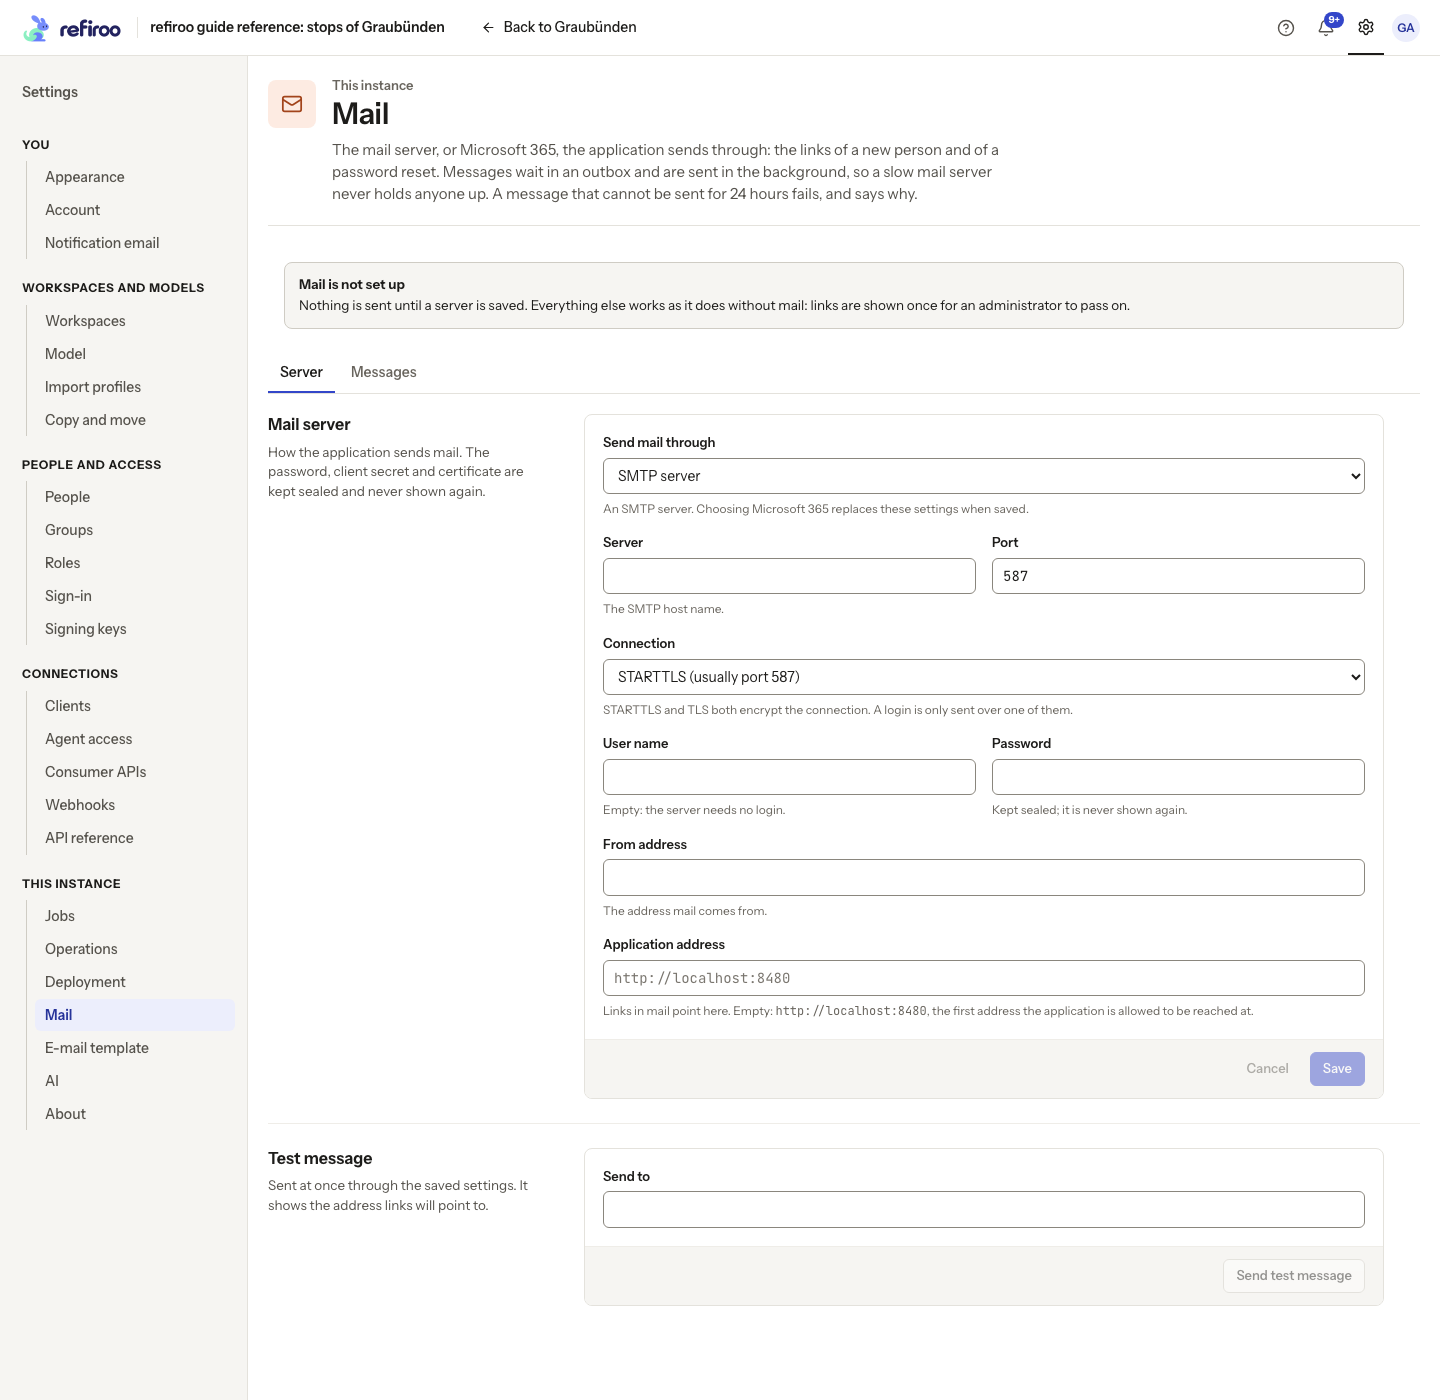 refiroo
refiroo guide reference: stops of Graubünden
← Back to Graubünden
9+
GA
Settings
YOU
Appearance
Account
Notification email
WORKSPACES AND MODELS
Workspaces
Model
Import profiles
Copy and move
PEOPLE AND ACCESS
People
Groups
Roles
Sign-in
Signing keys
CONNECTIONS
Clients
Agent access
Consumer APIs
Webhooks
API reference
THIS INSTANCE
Jobs
Operations
Deployment
Mail
E-mail template
AI
About
This instance
Mail
The mail server, or Microsoft 365, the application sends through: the links of a new person and of a
password reset. Messages wait in an outbox and are sent in the background, so a slow mail server
never holds anyone up. A message that cannot be sent for 24 hours fails, and says why.
Mail is not set up
Nothing is sent until a server is saved. Everything else works as it does without mail: links are shown once for an administrator to pass on.
Server
Messages
Mail server
How the application sends mail. The
password, client secret and certificate are
kept sealed and never shown again.
Send mail through
SMTP server
An SMTP server. Choosing Microsoft 365 replaces these settings when saved.
Server
Port
587
The SMTP host name.
Connection
STARTTLS (usually port 587)
STARTTLS and TLS both encrypt the connection. A login is only sent over one of them.
User name
Password
Empty: the server needs no login.
Kept sealed; it is never shown again.
From address
The address mail comes from.
Application address
http://localhost:8480
Links in mail point here. Empty: http://localhost:8480, the first address the application is allowed to be reached at.
Cancel
Save
Test message
Sent at once through the saved settings. It
shows the address links will point to.
Send to
Send test message